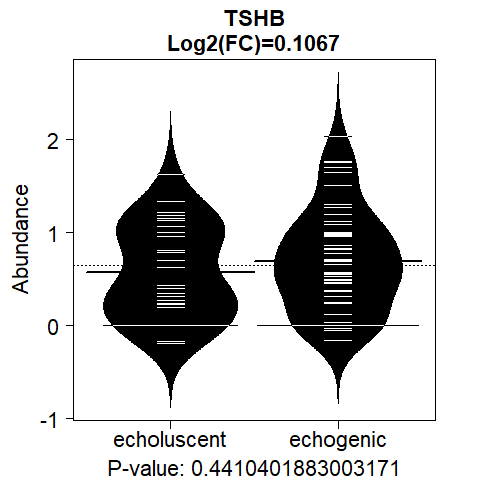 TSHB
Log2(FC)=0.1067
Abundance
2
1
0
-1
echoluscent echogenic
P-value: 0.4410401883003171